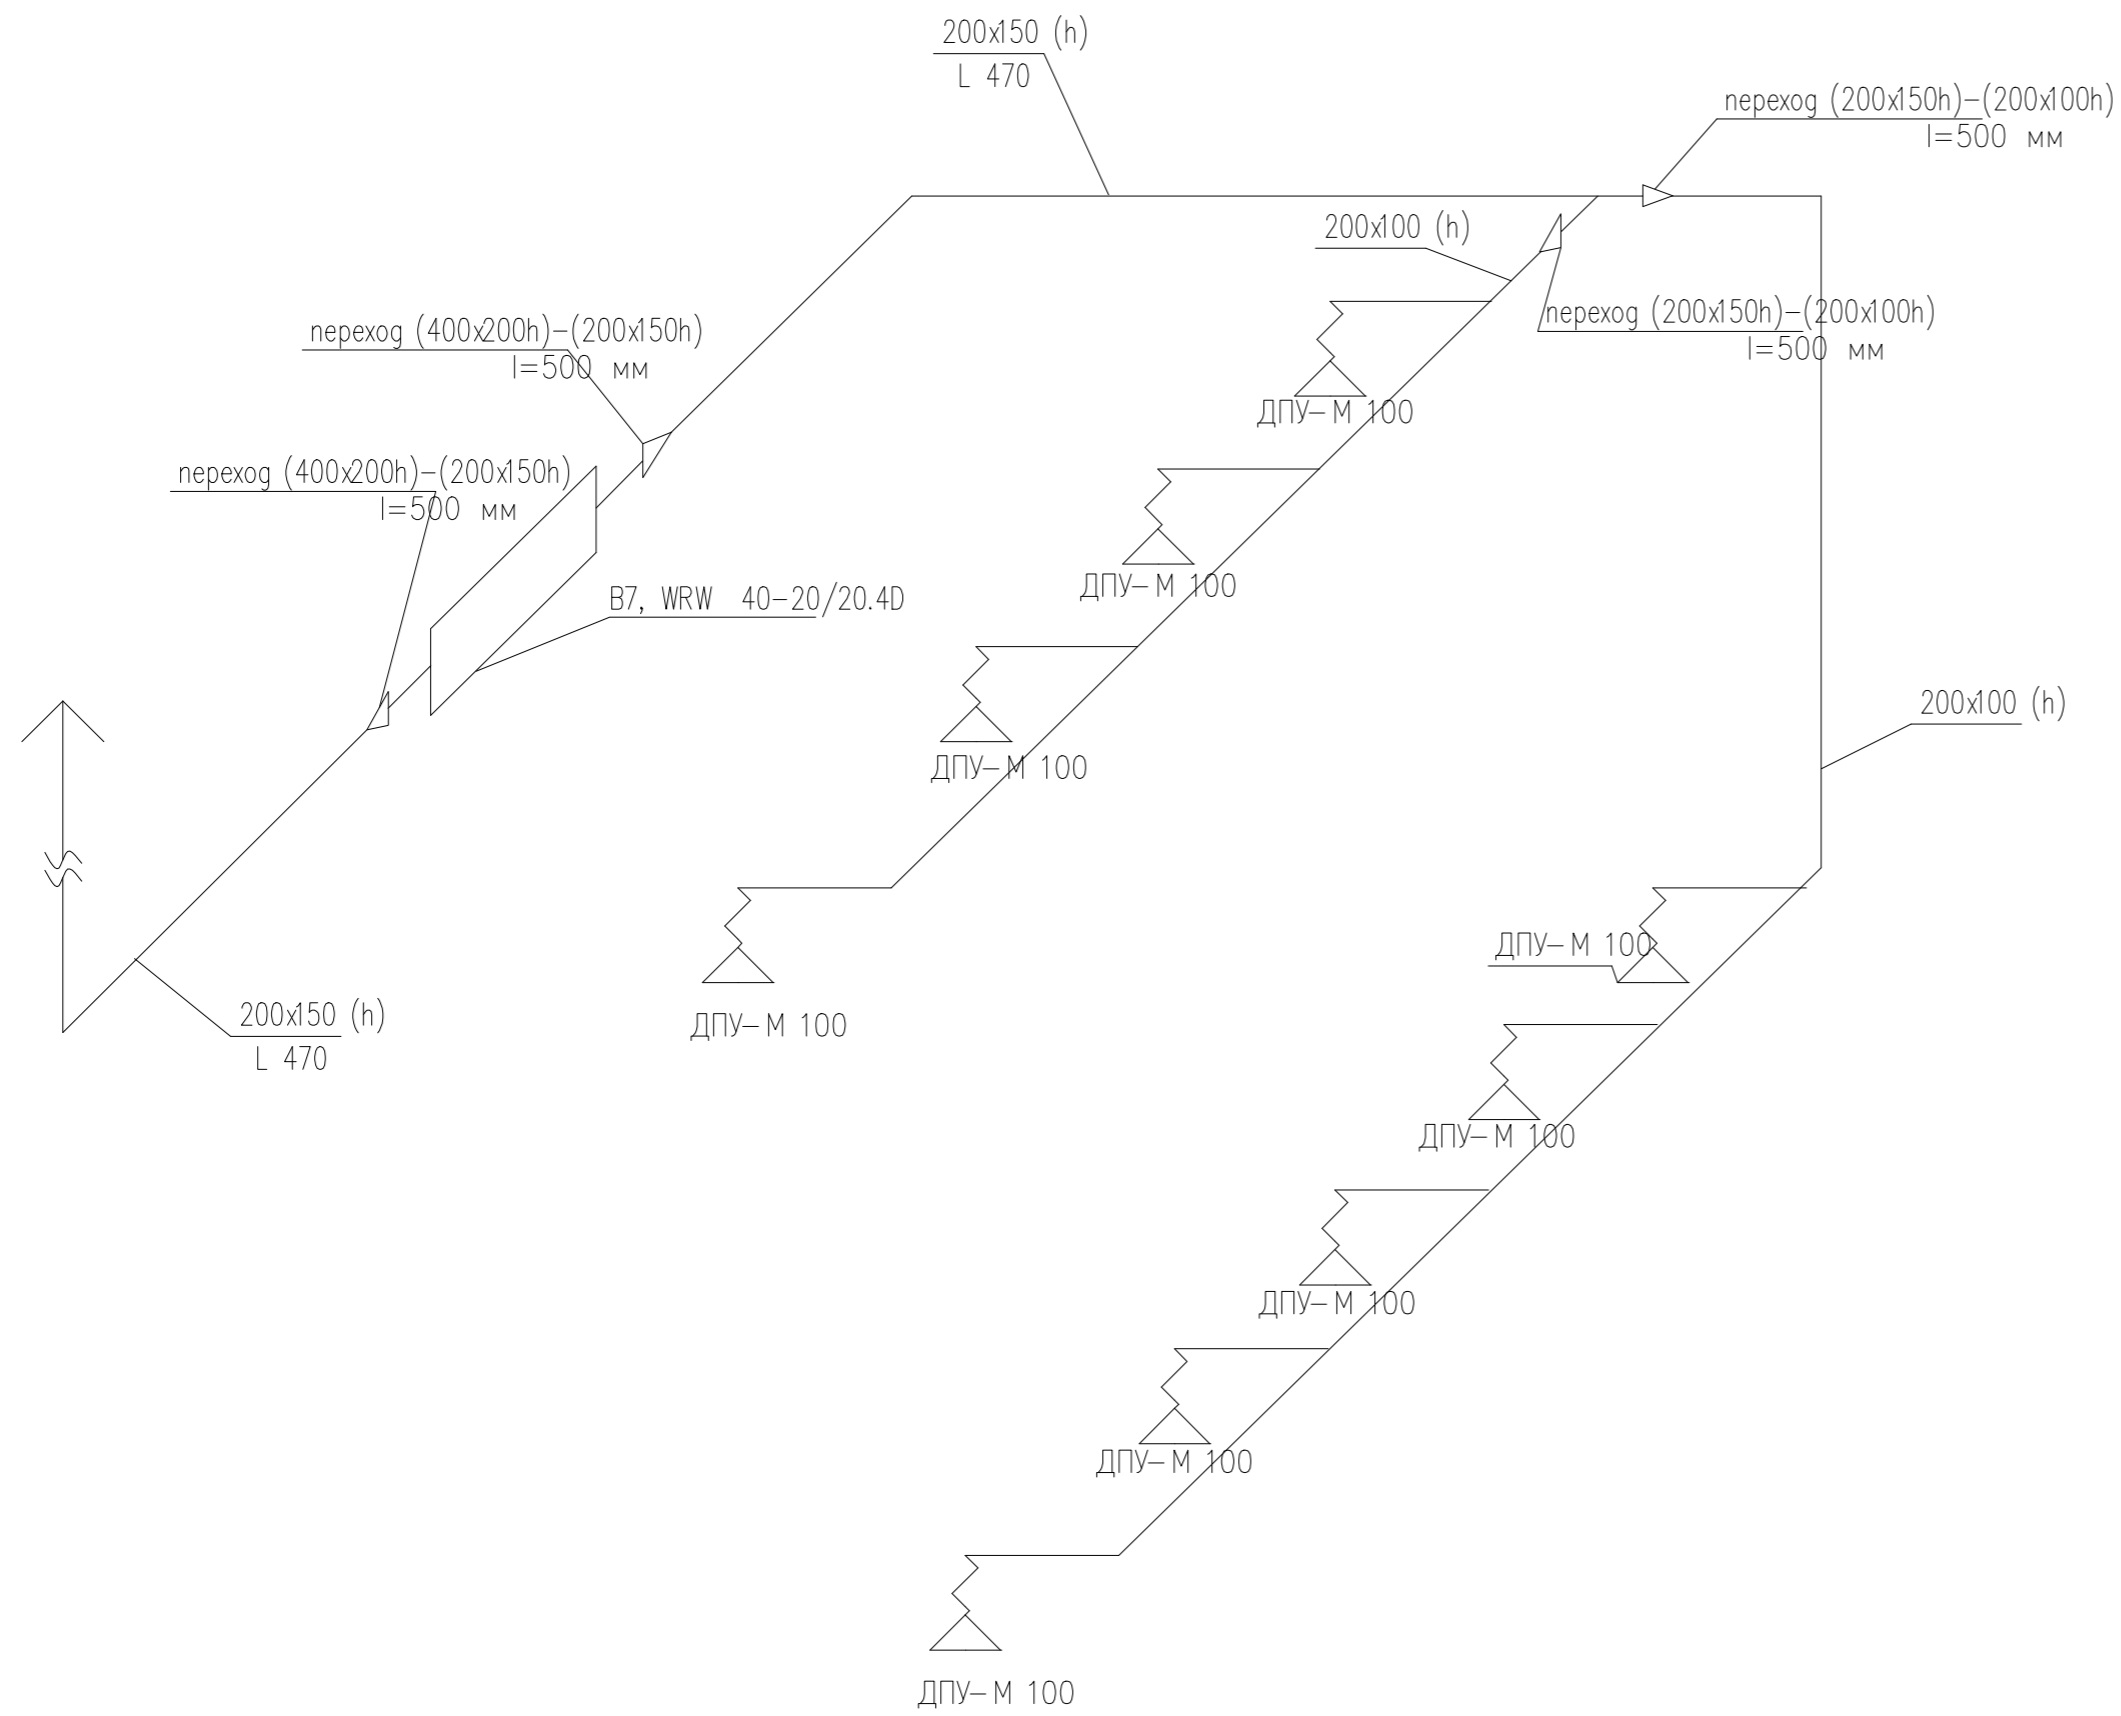 200x150 (h)
L 470
переход (200x150h)-(200x100h)
l=500 мм
200x100 (h)
переход (200x150h)-(200x100h)
l=500 мм
переход (400x200h)-(200x150h)
l=500 мм
ДПУ-М 100
переход (400x200h)-(200x150h)
l=500 мм
ДПУ-М 100
В7, WRW 40-20/20.4D
200x100 (h)
ДПУ-М 100
ДПУ-М 100
200x150 (h)
L 470
ДПУ-М 100
ДПУ-М 100
ДПУ-М 100
ДПУ-М 100
ДПУ-М 100